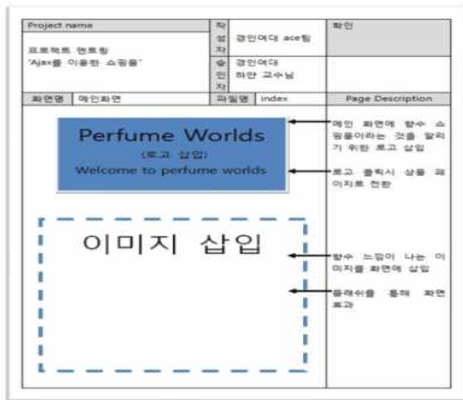 Project name
작성자
경인여대 ace팀
확인
프로젝트 멘토링
'Ajax를 이용한 쇼핑몰'
승인자
경인여대
하얀 교수님
화면명
메인화면
파일명
index
Page Description
Perfume Worlds
(로고 삽입)
Welcome to perfume worlds
메인 화면에 향수 쇼
핑몰이라는 것을 알리
기 위한 로고 삽입
로고 클릭시 상품 페
이지로 전환
이미지 삽입
향수 느낌이 나는 이
미지를 화면에 삽입
플래쉬를 통해 화면
효과